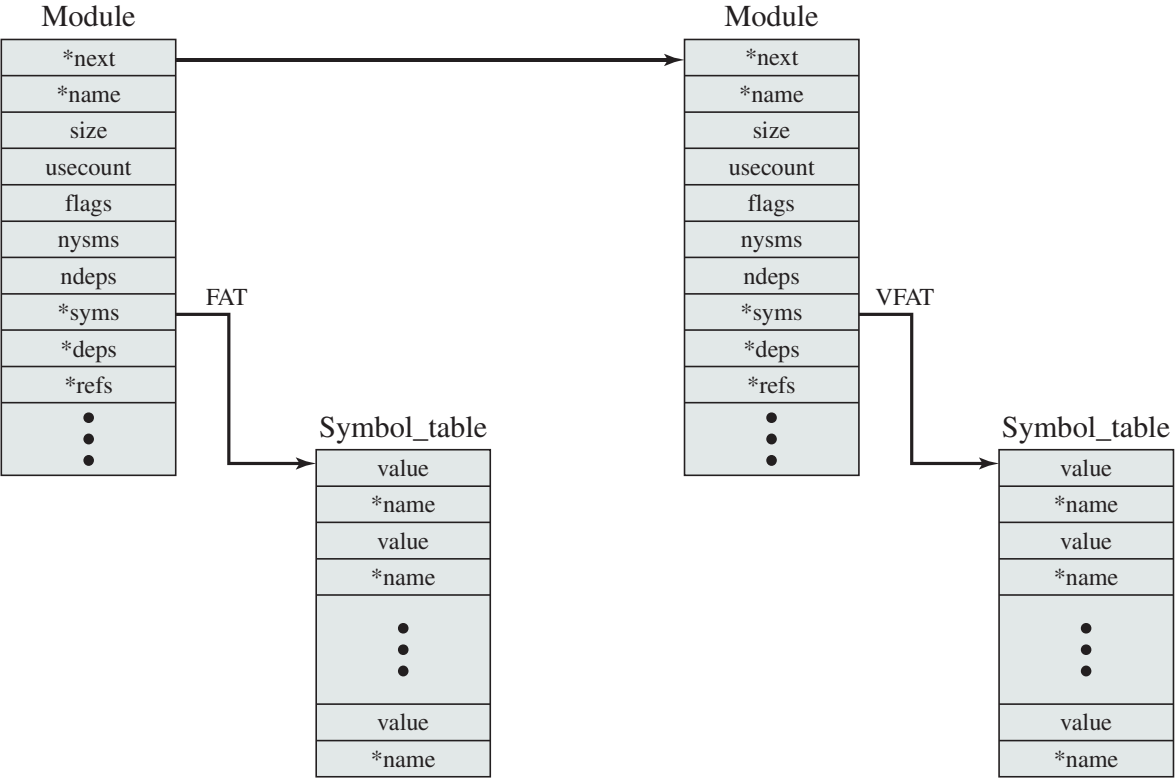 Module
*next
*name
size
usecount
flags
nysms
ndeps
*syms
*deps
*refs
FAT
Symbol_table
value
*name
value
*name
value
*name
Module
*next
*name
size
usecount
flags
nysms
ndeps
*syms
*deps
*refs
VFAT
Symbol_table
value
*name
value
*name
value
*name